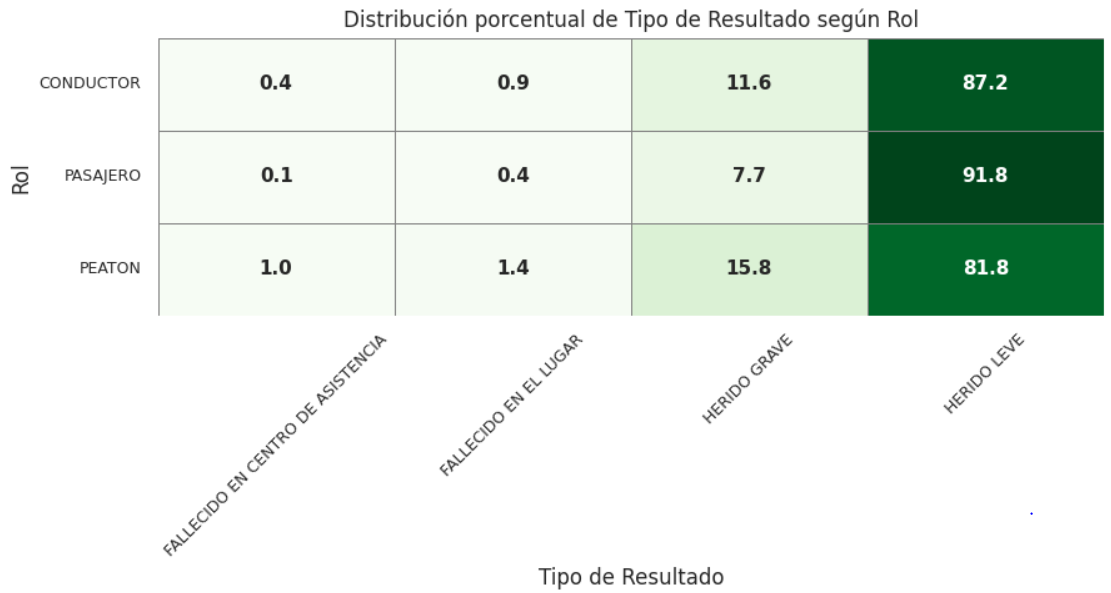 Distribución porcentual de Tipo de Resultado según Rol
CONDUCTOR 0.4 0.9 11.6 87.2
PASAJERO 0.1 0.4 7.7 91.8
PEATON 1.0 1.4 15.8 81.8
Rol
FALLECIDO EN CENTRO DE ASISTENCIA
FALLECIDO EN EL LUGAR
HERIDO GRAVE
HERIDO LEVE
Tipo de Resultado